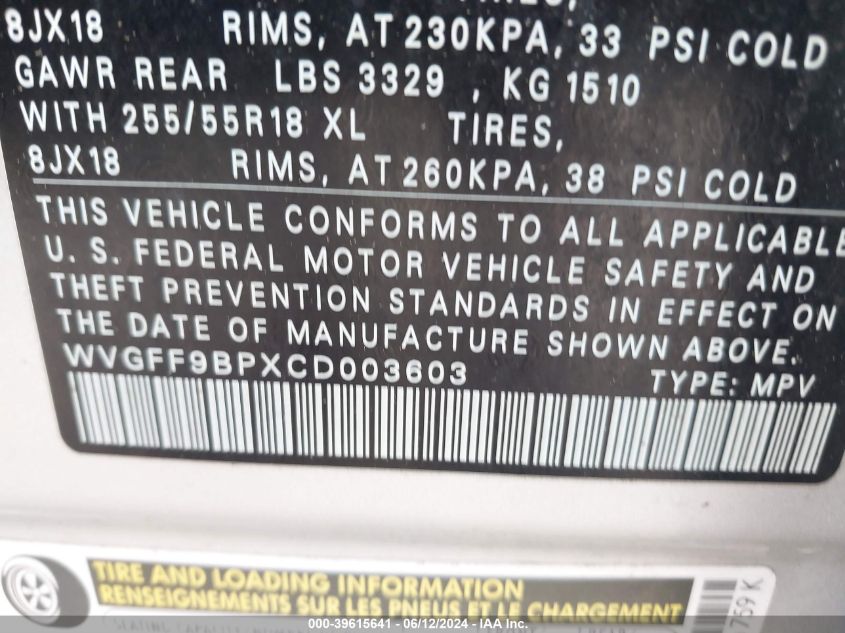 8JX18 RIMS, AT 230KPA, 33 PSI COLD
GAWR REAR LBS 3329 , KG 1510
WITH 255/55R18 XL TIRES,
8JX18 RIMS, AT 260KPA, 38 PSI COLD
THIS VEHICLE CONFORMS TO ALL APPLICABLE
U. S. FEDERAL MOTOR VEHICLE SAFETY AND
THEFT PREVENTION STANDARDS IN EFFECT ON
THE DATE OF MANUFACTURE SHOWN ABOVE.
WVGFF9BPXCD003603 TYPE: MPV
TIRE AND LOADING INFORMATION
RENSEIGNEMENTS SUR LES PNEUS ET LE CHARGEMENT
759 K
000-39615641 - 06/12/2024 - IAA Inc.